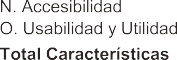 N. Accesibilidad
O. Usabilidad y Utilidad
Total Características